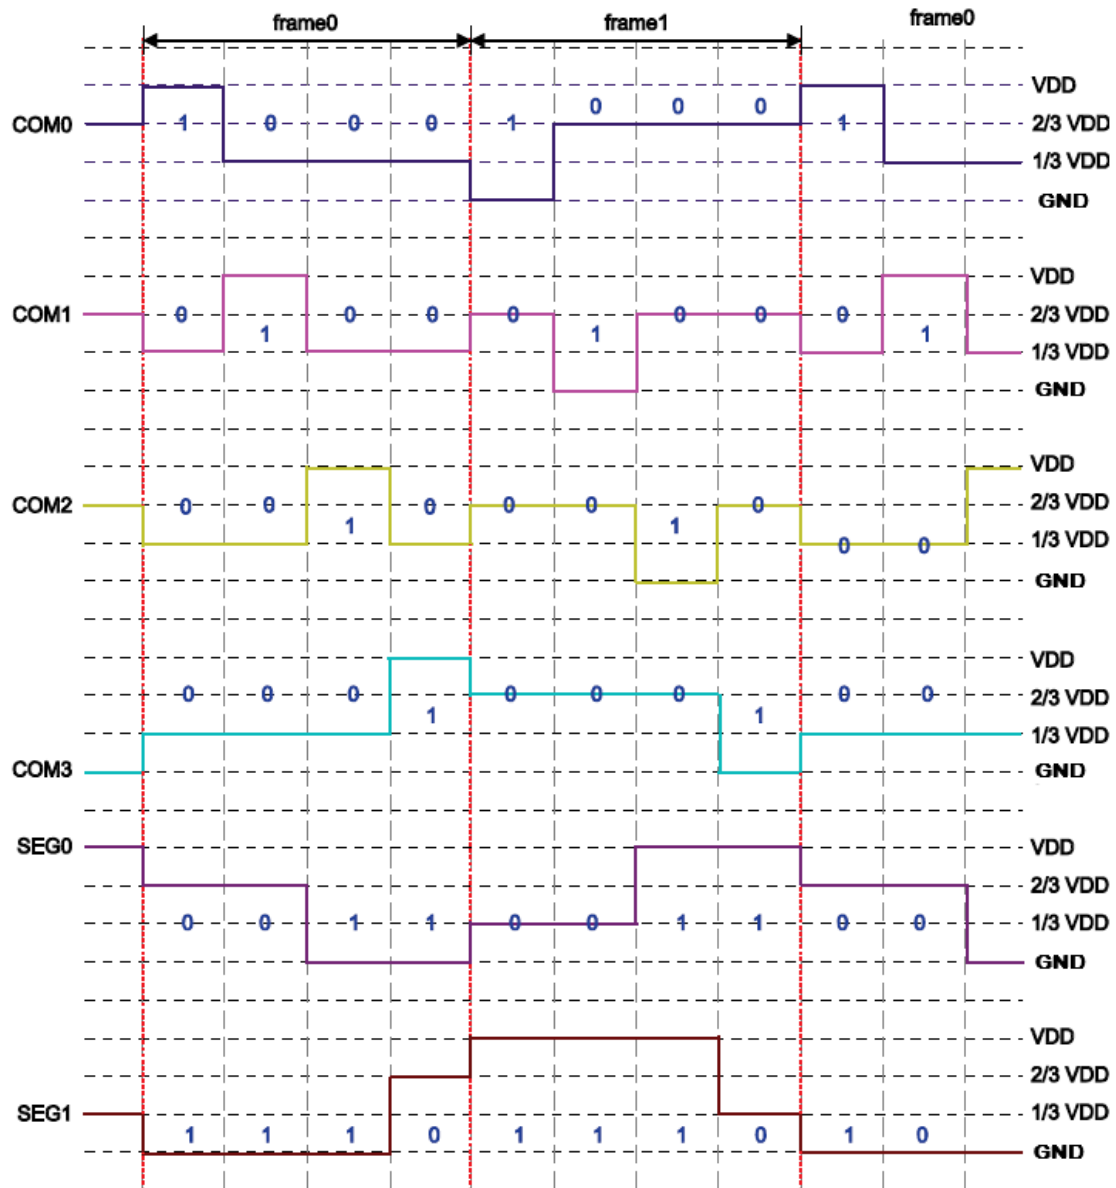 frame0 frame1 frame0
VDD
COM0 1 0 0 0 1 0 0 0 1 2/3 VDD
1/3 VDD
GND
VDD
COM1 0 1 0 0 0 1 0 0 0 1 2/3 VDD
1/3 VDD
GND
VDD
COM2 0 0 1 0 0 0 1 0 0 0 2/3 VDD
1/3 VDD
GND
VDD
0 0 0 1 0 0 0 1 0 0 2/3 VDD
1/3 VDD
COM3 GND
SEG0 VDD
2/3 VDD
0 0 1 1 0 0 1 1 0 0 1/3 VDD
GND
VDD
2/3 VDD
SEG1 1/3 VDD
1 1 1 0 1 1 1 0 1 0 GND